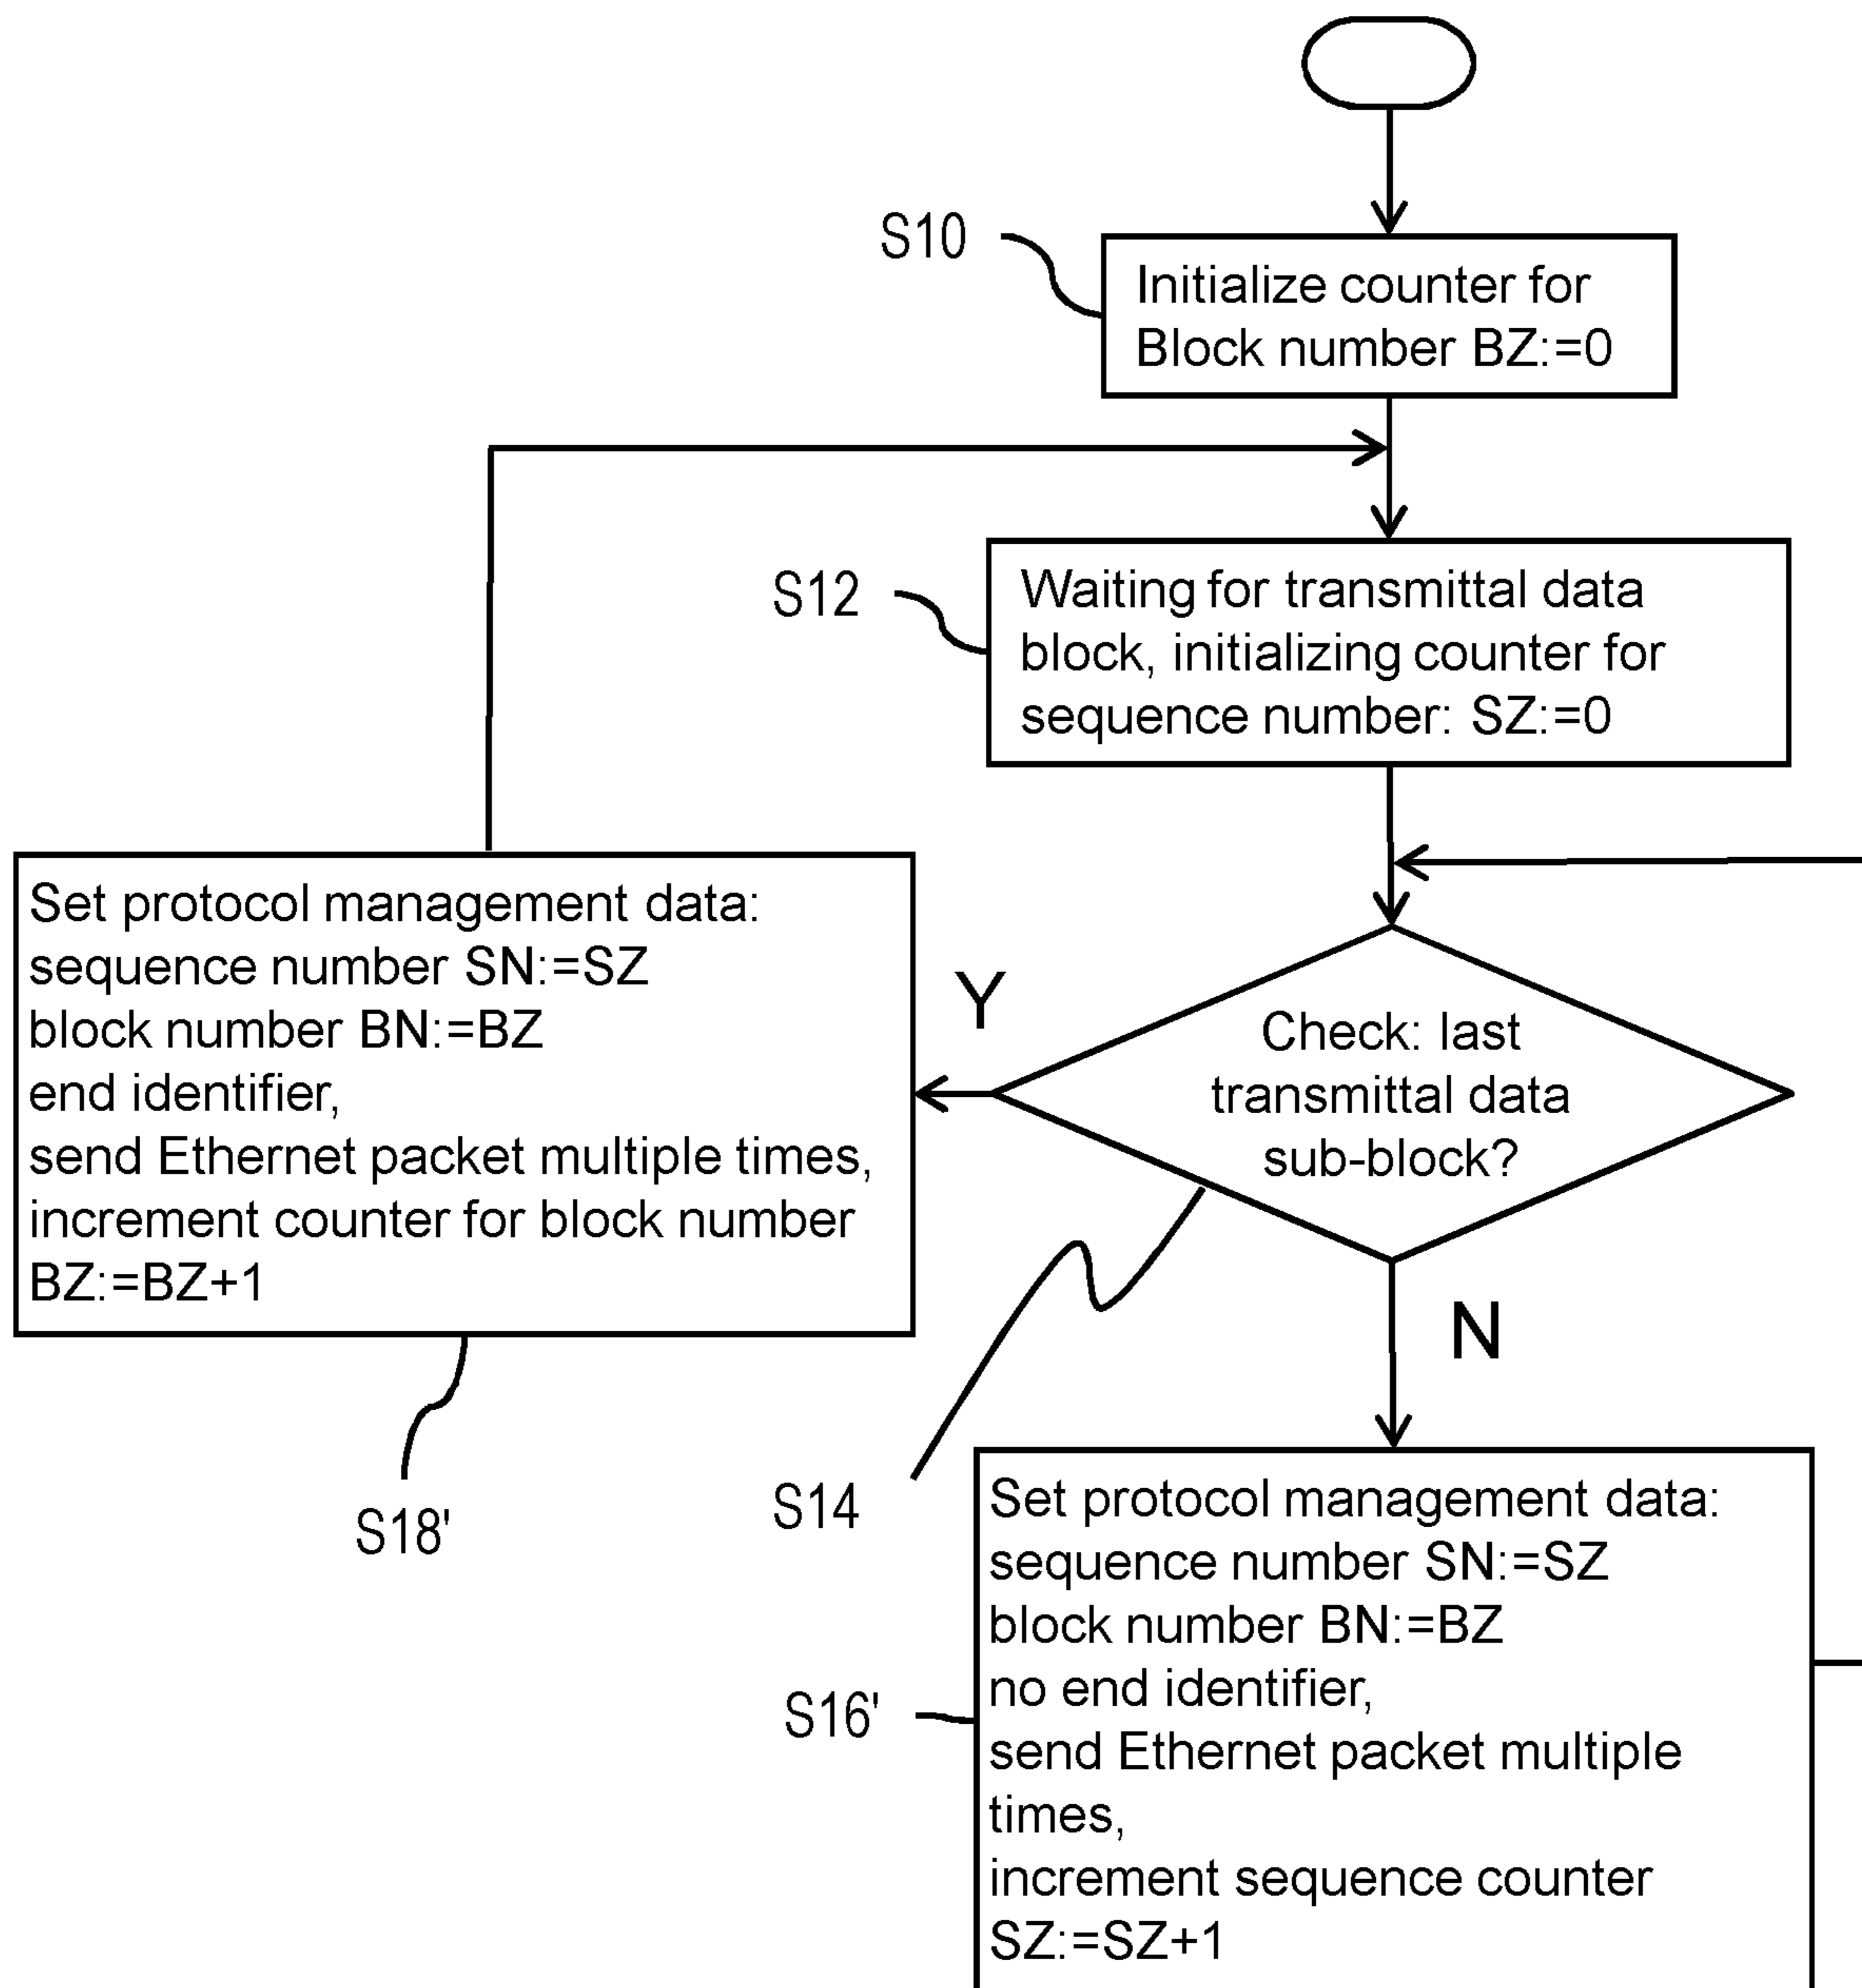 S10
Initialize counter for
Block number BZ:=0
S12
Waiting for transmittal data
block, initializing counter for
sequence number: SZ:=0
Set protocol management data:
sequence number SN:=SZ
block number BN:=BZ
end identifier,
send Ethernet packet multiple times,
increment counter for block number
BZ:=BZ+1
Y
Check: last
transmittal data
sub-block?
N
S18'
S14
Set protocol management data:
sequence number SN:=SZ
block number BN:=BZ
no end identifier,
send Ethernet packet multiple
times,
increment sequence counter
SZ:=SZ+1
S16'